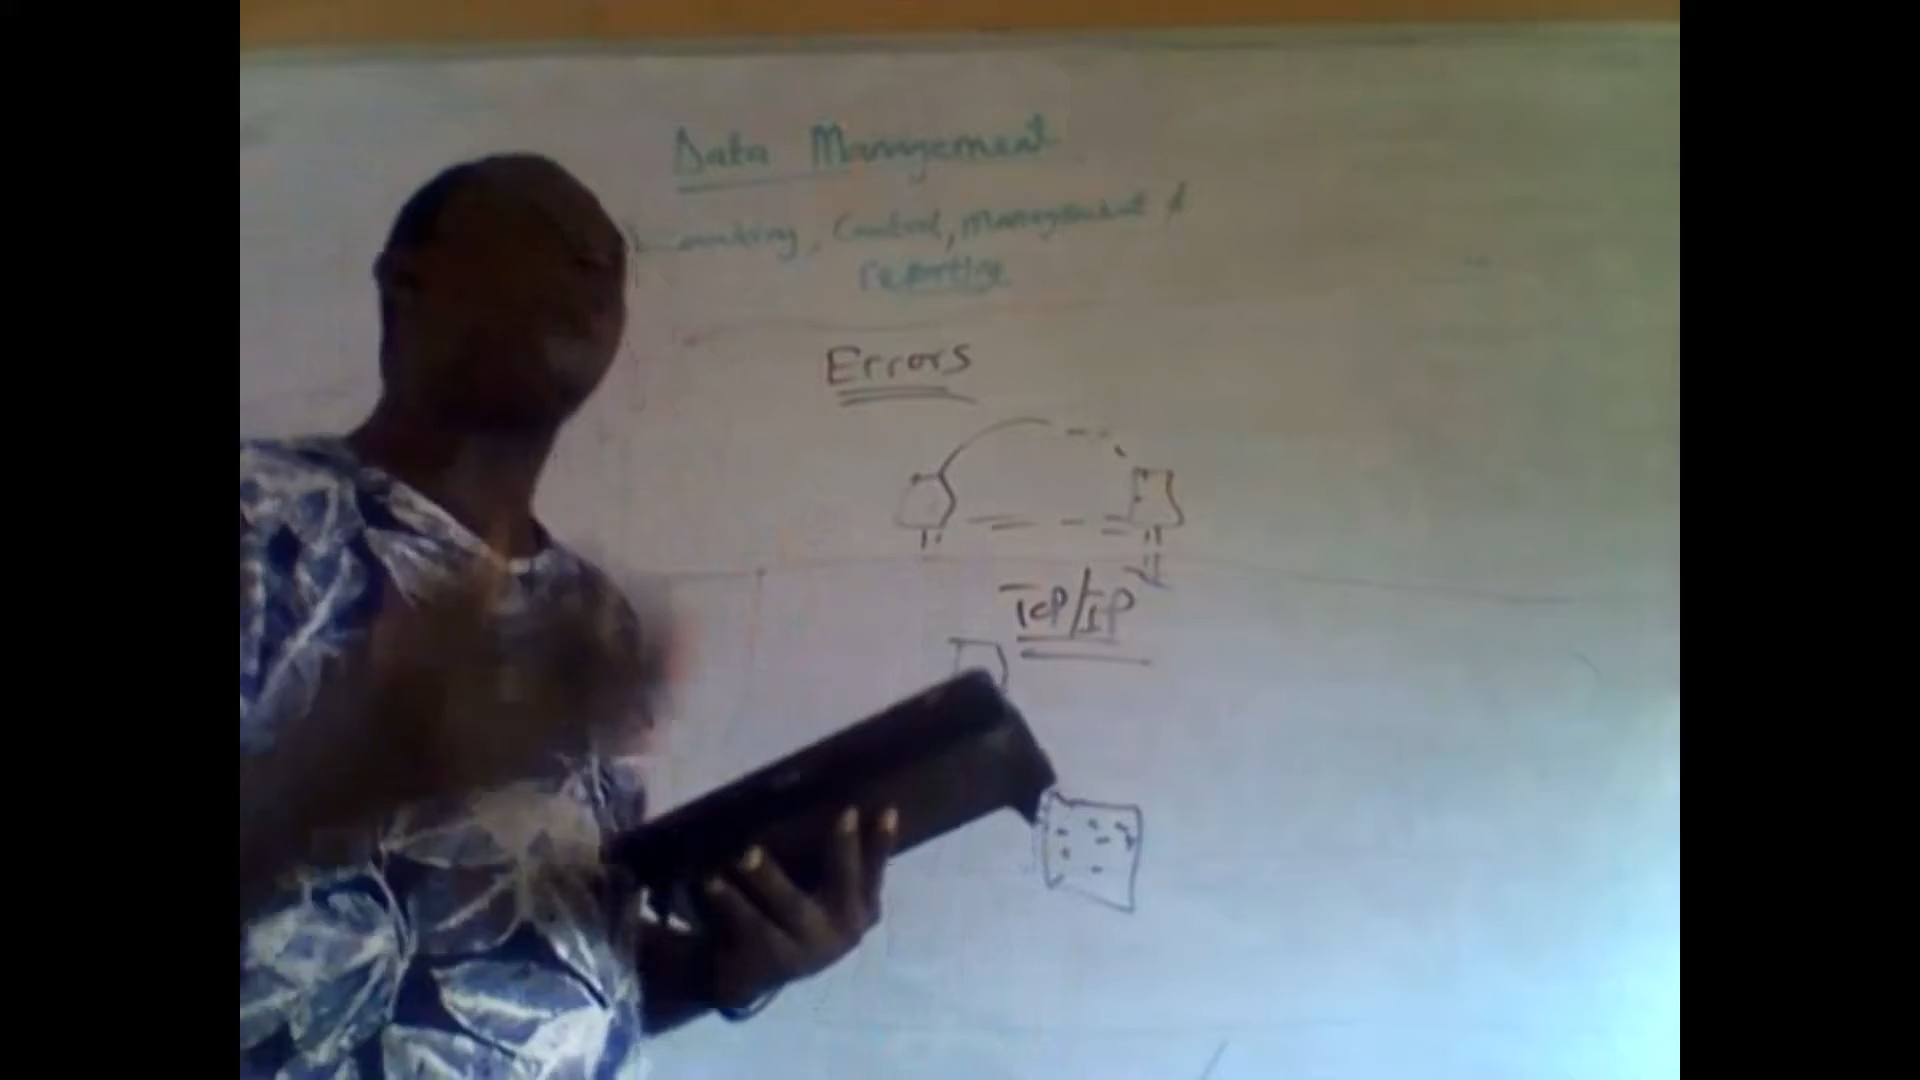 Data Management
Control, Management &
reporting
Errors
TCP/IP